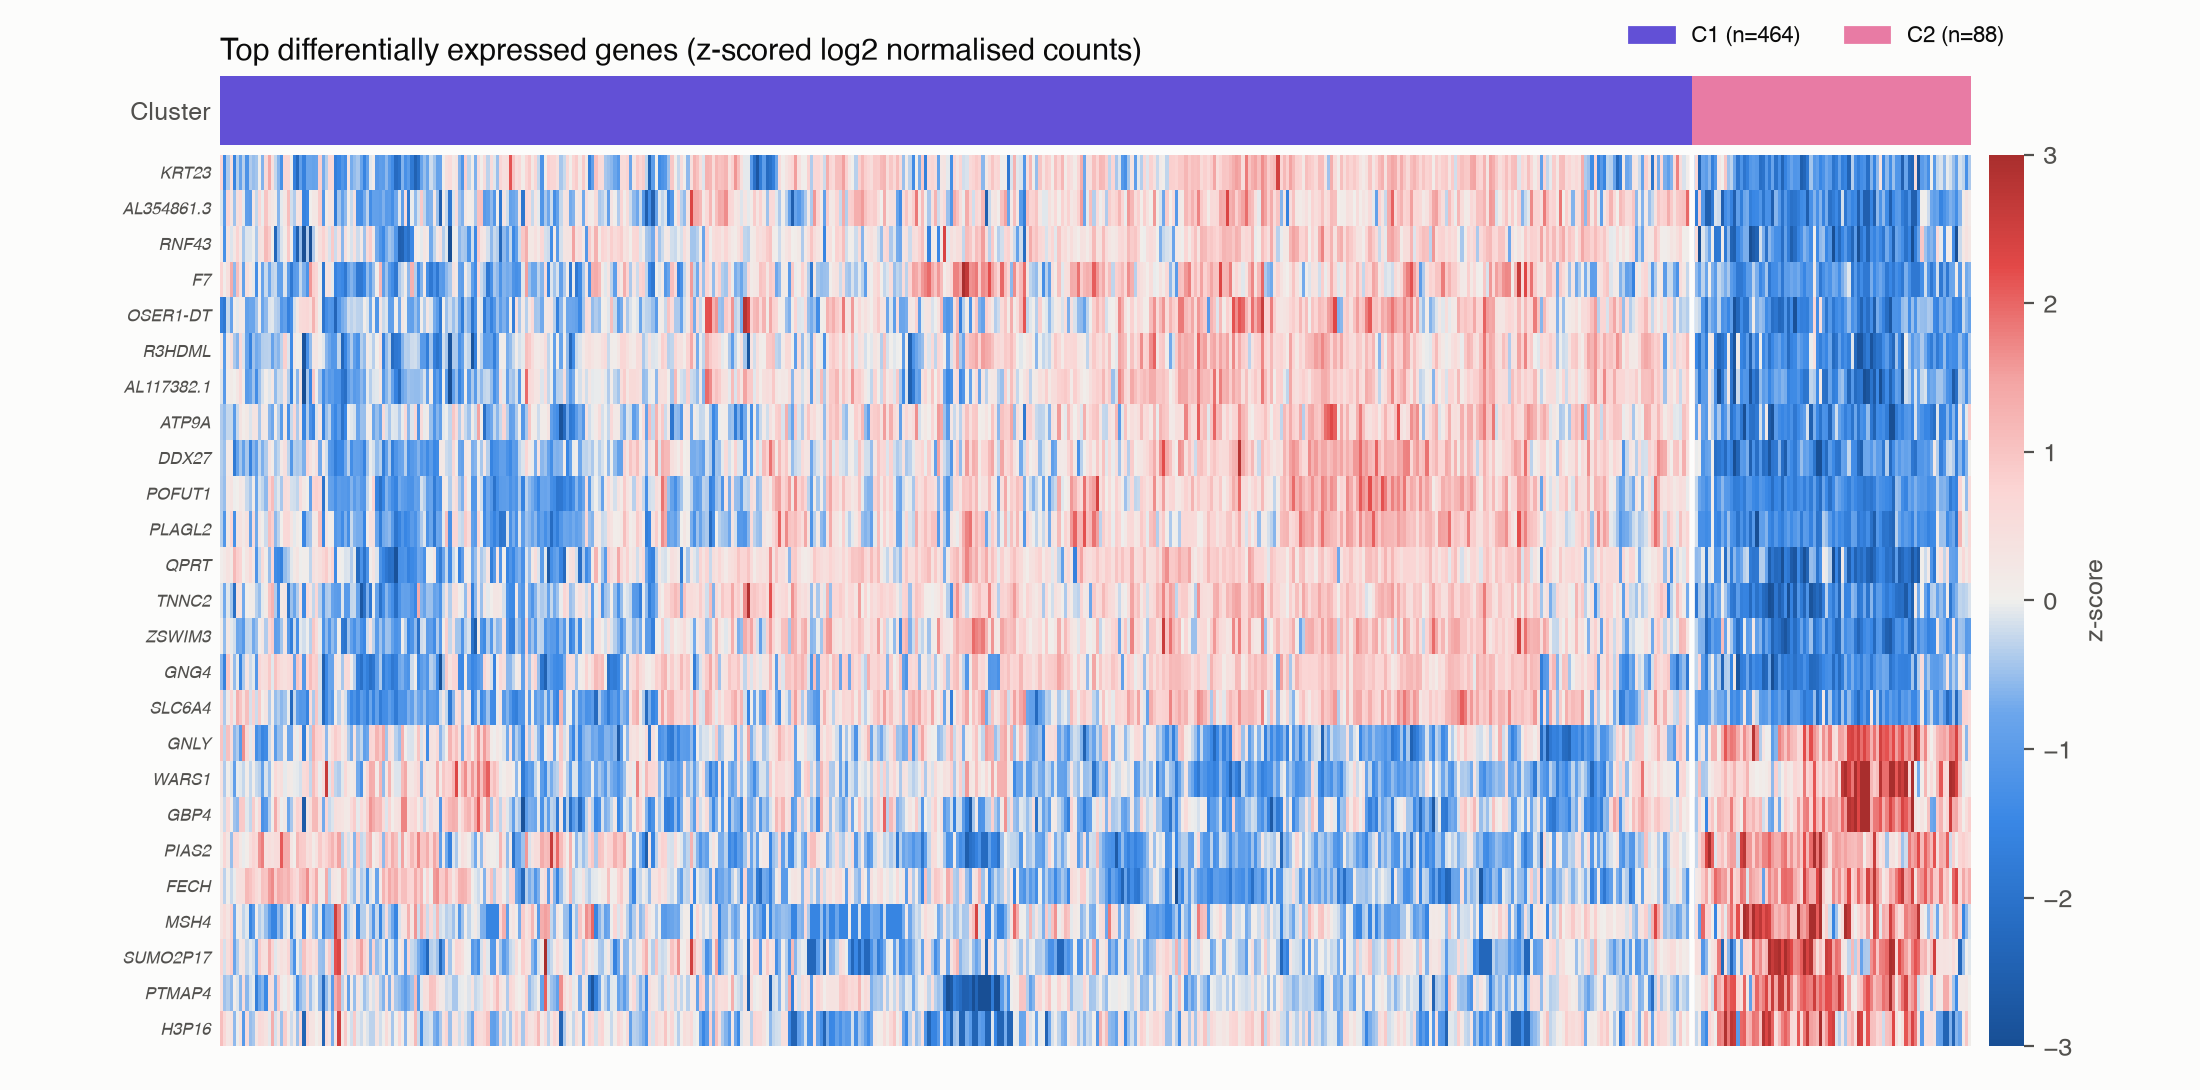 C1 (n=464)
C2 (n=88)
Top differentially expressed genes (z-scored log2 normalised counts)
Cluster
KRT23
AL354861.3
RNF43
F7
OSER1-DT
R3HDML
AL117382.1
ATP9A
DDX27
POFUT1
PLAGL2
QPRT
TNNC2
ZSWIM3
GNG4
SLC6A4
GNLY
WARS1
GBP4
PIAS2
FECH
MSH4
SUMO2P17
PTMAP4
H3P16
3
2
1
0
−1
−2
−3
z-score